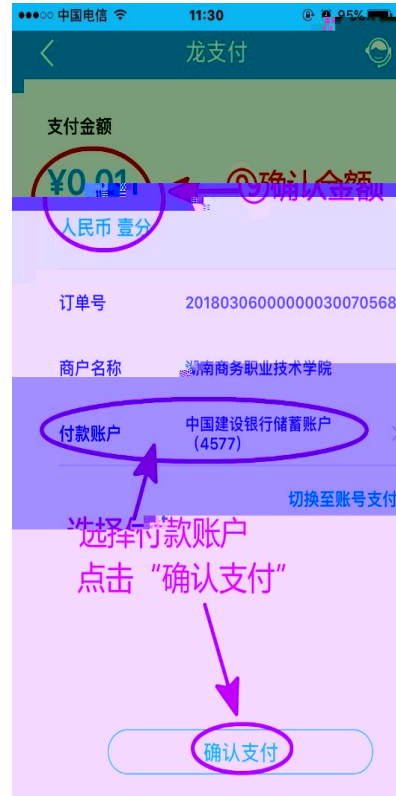 中国电信 11:30 95%
龙支付
支付金额
¥0.01
⑨确认金额
人民币 壹分
订单号 20180306000000030070568
商户名称 湖南商务职业技术学院
付款账户 中国建设银行储蓄账户
(4577)
切换至账号支付
选择付款账户
点击“确认支付”
确认支付